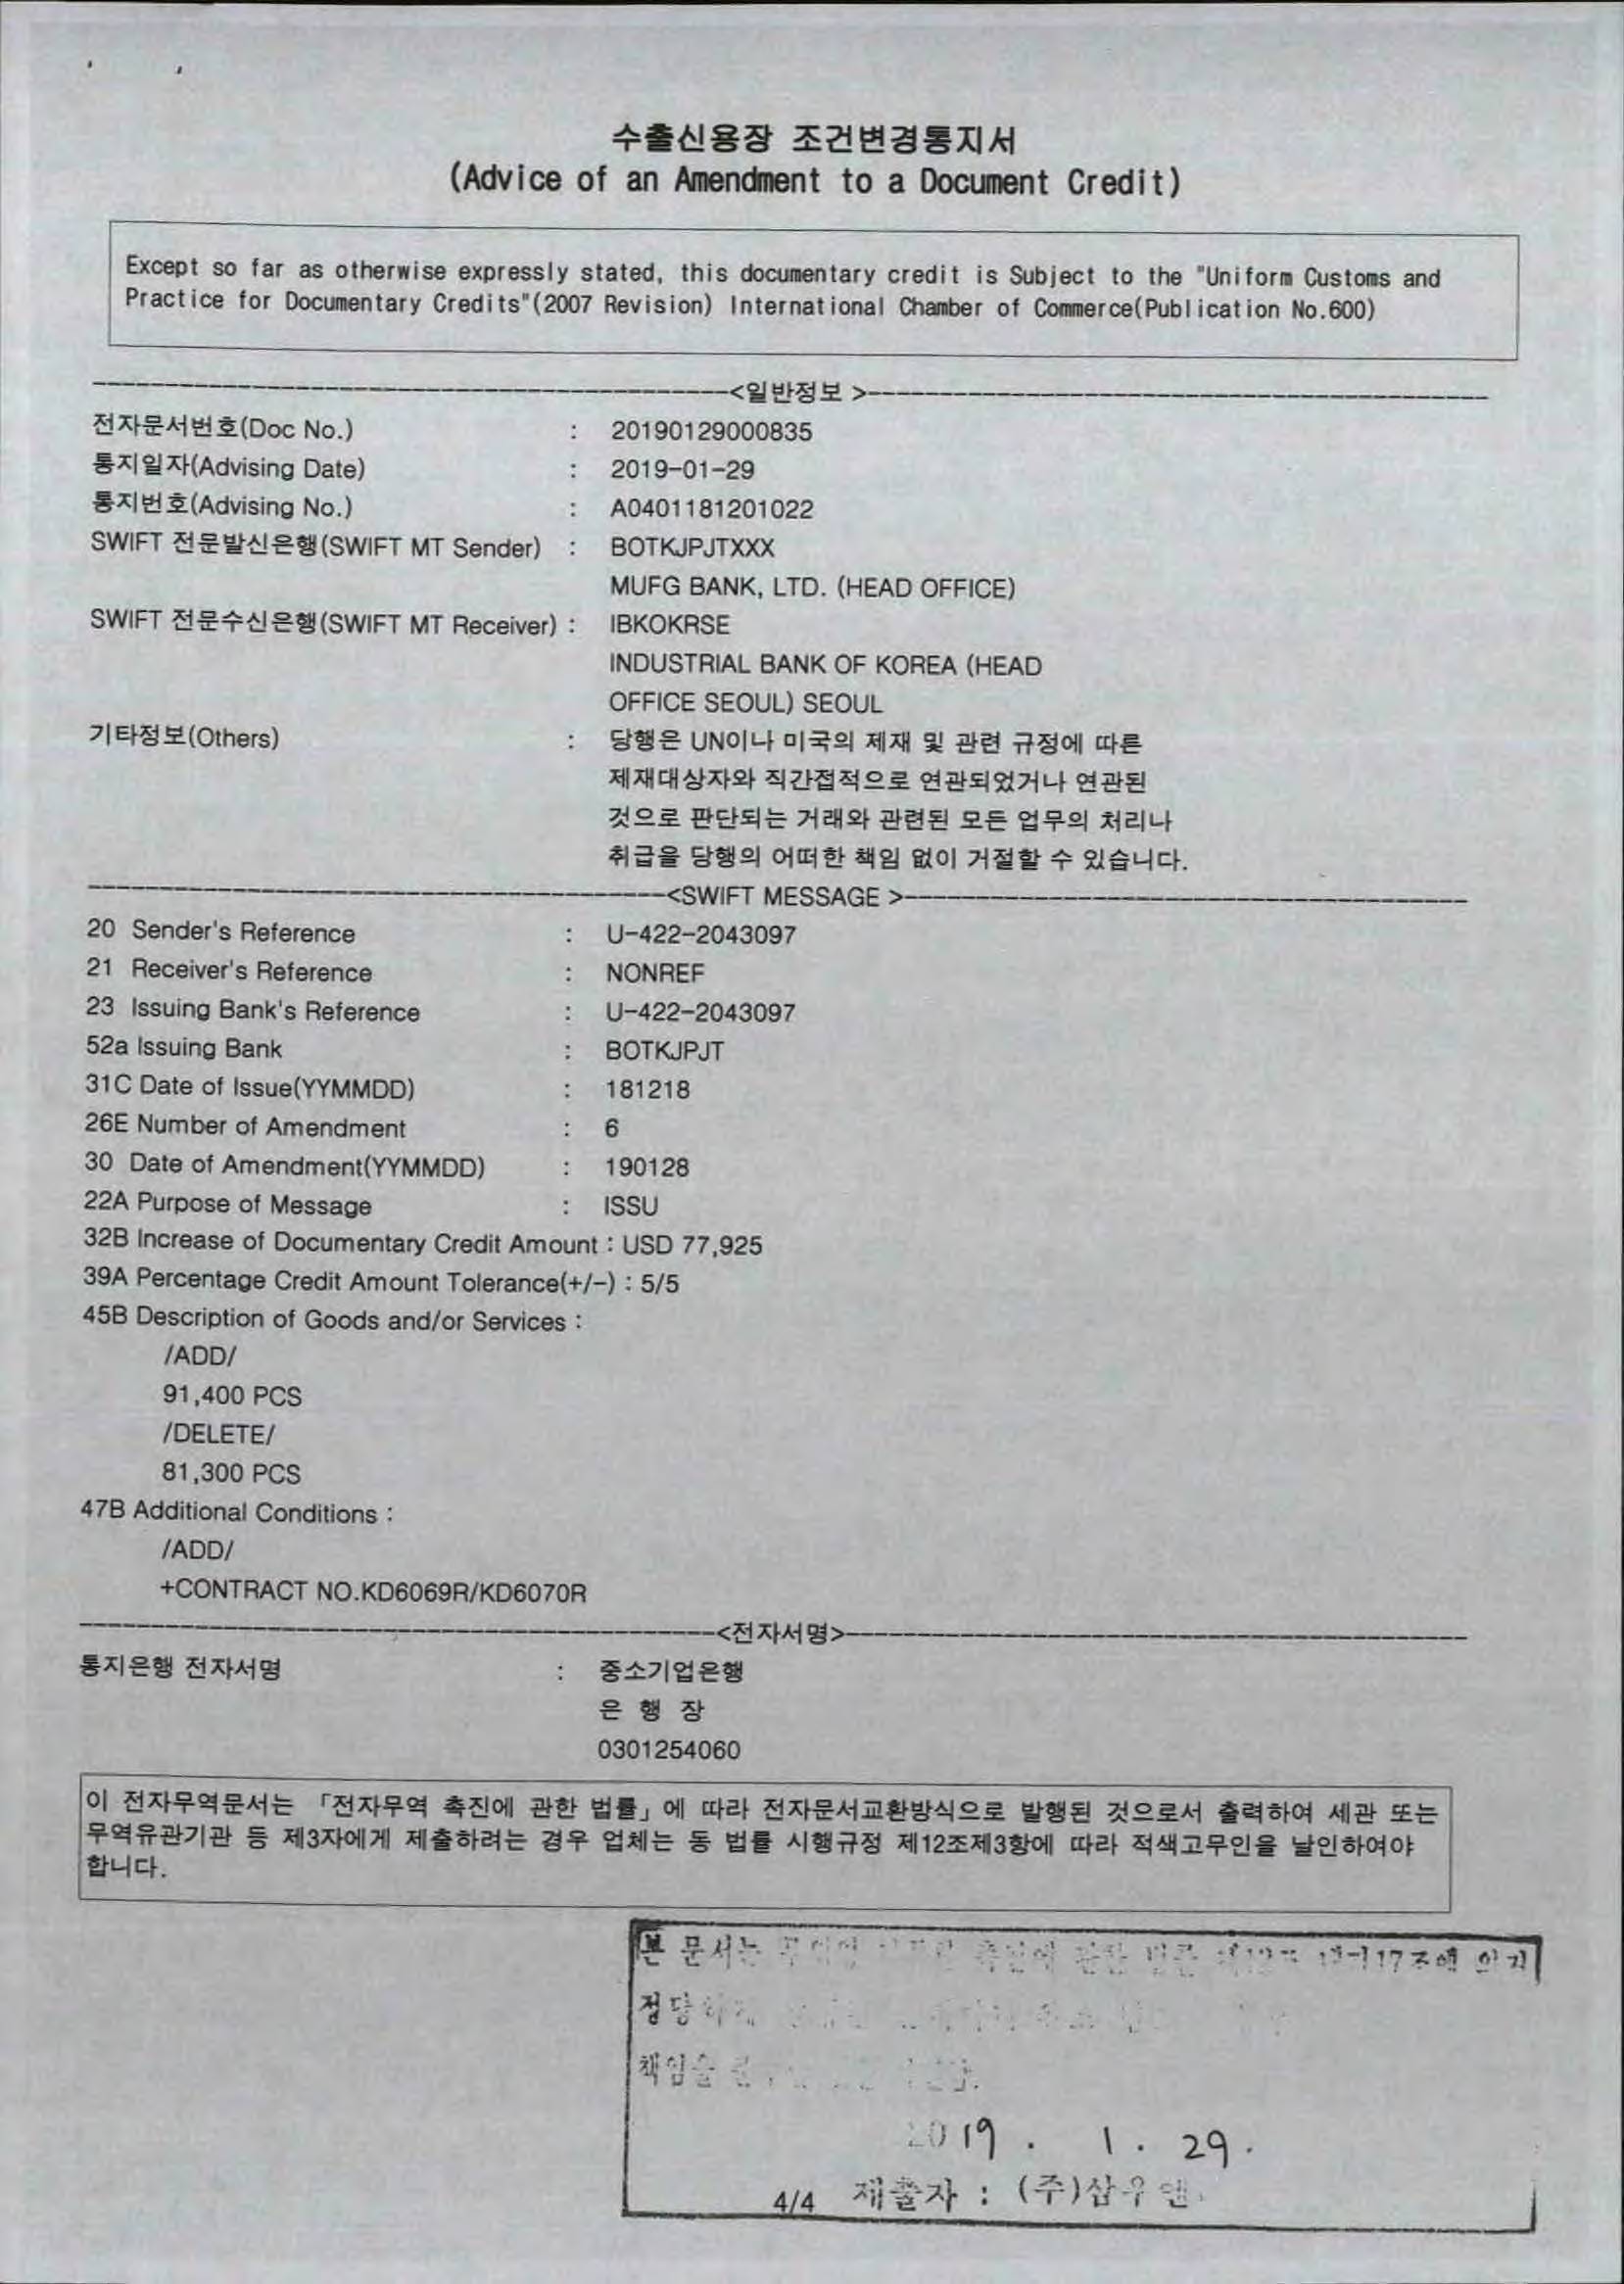 수출신용장 조건변경통지서
(Advice of an Amendment to a Document Credit)
Except so far as otherwise expressly stated, this documentary credit is Subject to the "Uniform Customs and
Practice for Documentary Credits"(2007 Revision) International Chamber of Commerce(Publication No.600)
<일반정보 >
전자문서번호(Doc No.) : 20190129000835
통지일자(Advising Date) : 2019-01-29
통지번호(Advising No.) : A0401181201022
SWIFT 전문발신은행(SWIFT MT Sender) : BOTKJPJTXXX
MUFG BANK, LTD. (HEAD OFFICE)
SWIFT 전문수신은행(SWIFT MT Receiver) : IBKOKRSE
INDUSTRIAL BANK OF KOREA (HEAD
OFFICE SEOUL) SEOUL
기타정보(Others) : 당행은 UN이나 미국의 제재 및 관련 규정에 따른
제재대상자와 직간접적으로 연관되었거나 연관된
것으로 판단되는 거래와 관련된 모든 업무의 처리나
취급을 당행의 어떠한 책임 없이 거절할 수 있습니다.
<SWIFT MESSAGE >
20 Sender's Reference : U-422-2043097
21 Receiver's Reference : NONREF
23 Issuing Bank's Reference : U-422-2043097
52a Issuing Bank : BOTKJPJT
31C Date of Issue(YYMMDD) : 181218
26E Number of Amendment : 6
30 Date of Amendment(YYMMDD) : 190128
22A Purpose of Message : ISSU
32B Increase of Documentary Credit Amount : USD 77,925
39A Percentage Credit Amount Tolerance(+/-) : 5/5
45B Description of Goods and/or Services :
/ADD/
91,400 PCS
/DELETE/
81,300 PCS
47B Additional Conditions :
/ADD/
+CONTRACT NO.KD6069R/KD6070R
<전자서명>
통지은행 전자서명 : 중소기업은행
은 행 장
0301254060
이 전자무역문서는 「전자무역 촉진에 관한 법률」에 따라 전자문서교환방식으로 발행된 것으로서 출력하여 세관 또는
무역유관기관 등 제3자에게 제출하려는 경우 업체는 동 법률 시행규정 제12조제3항에 따라 적색고무인을 날인하여야
합니다.
본 문서는 촉진에 관한 17조에 의거
정당하게
책임을
2019 . 1 . 29 .
4/4 제출자 : (주)삼우